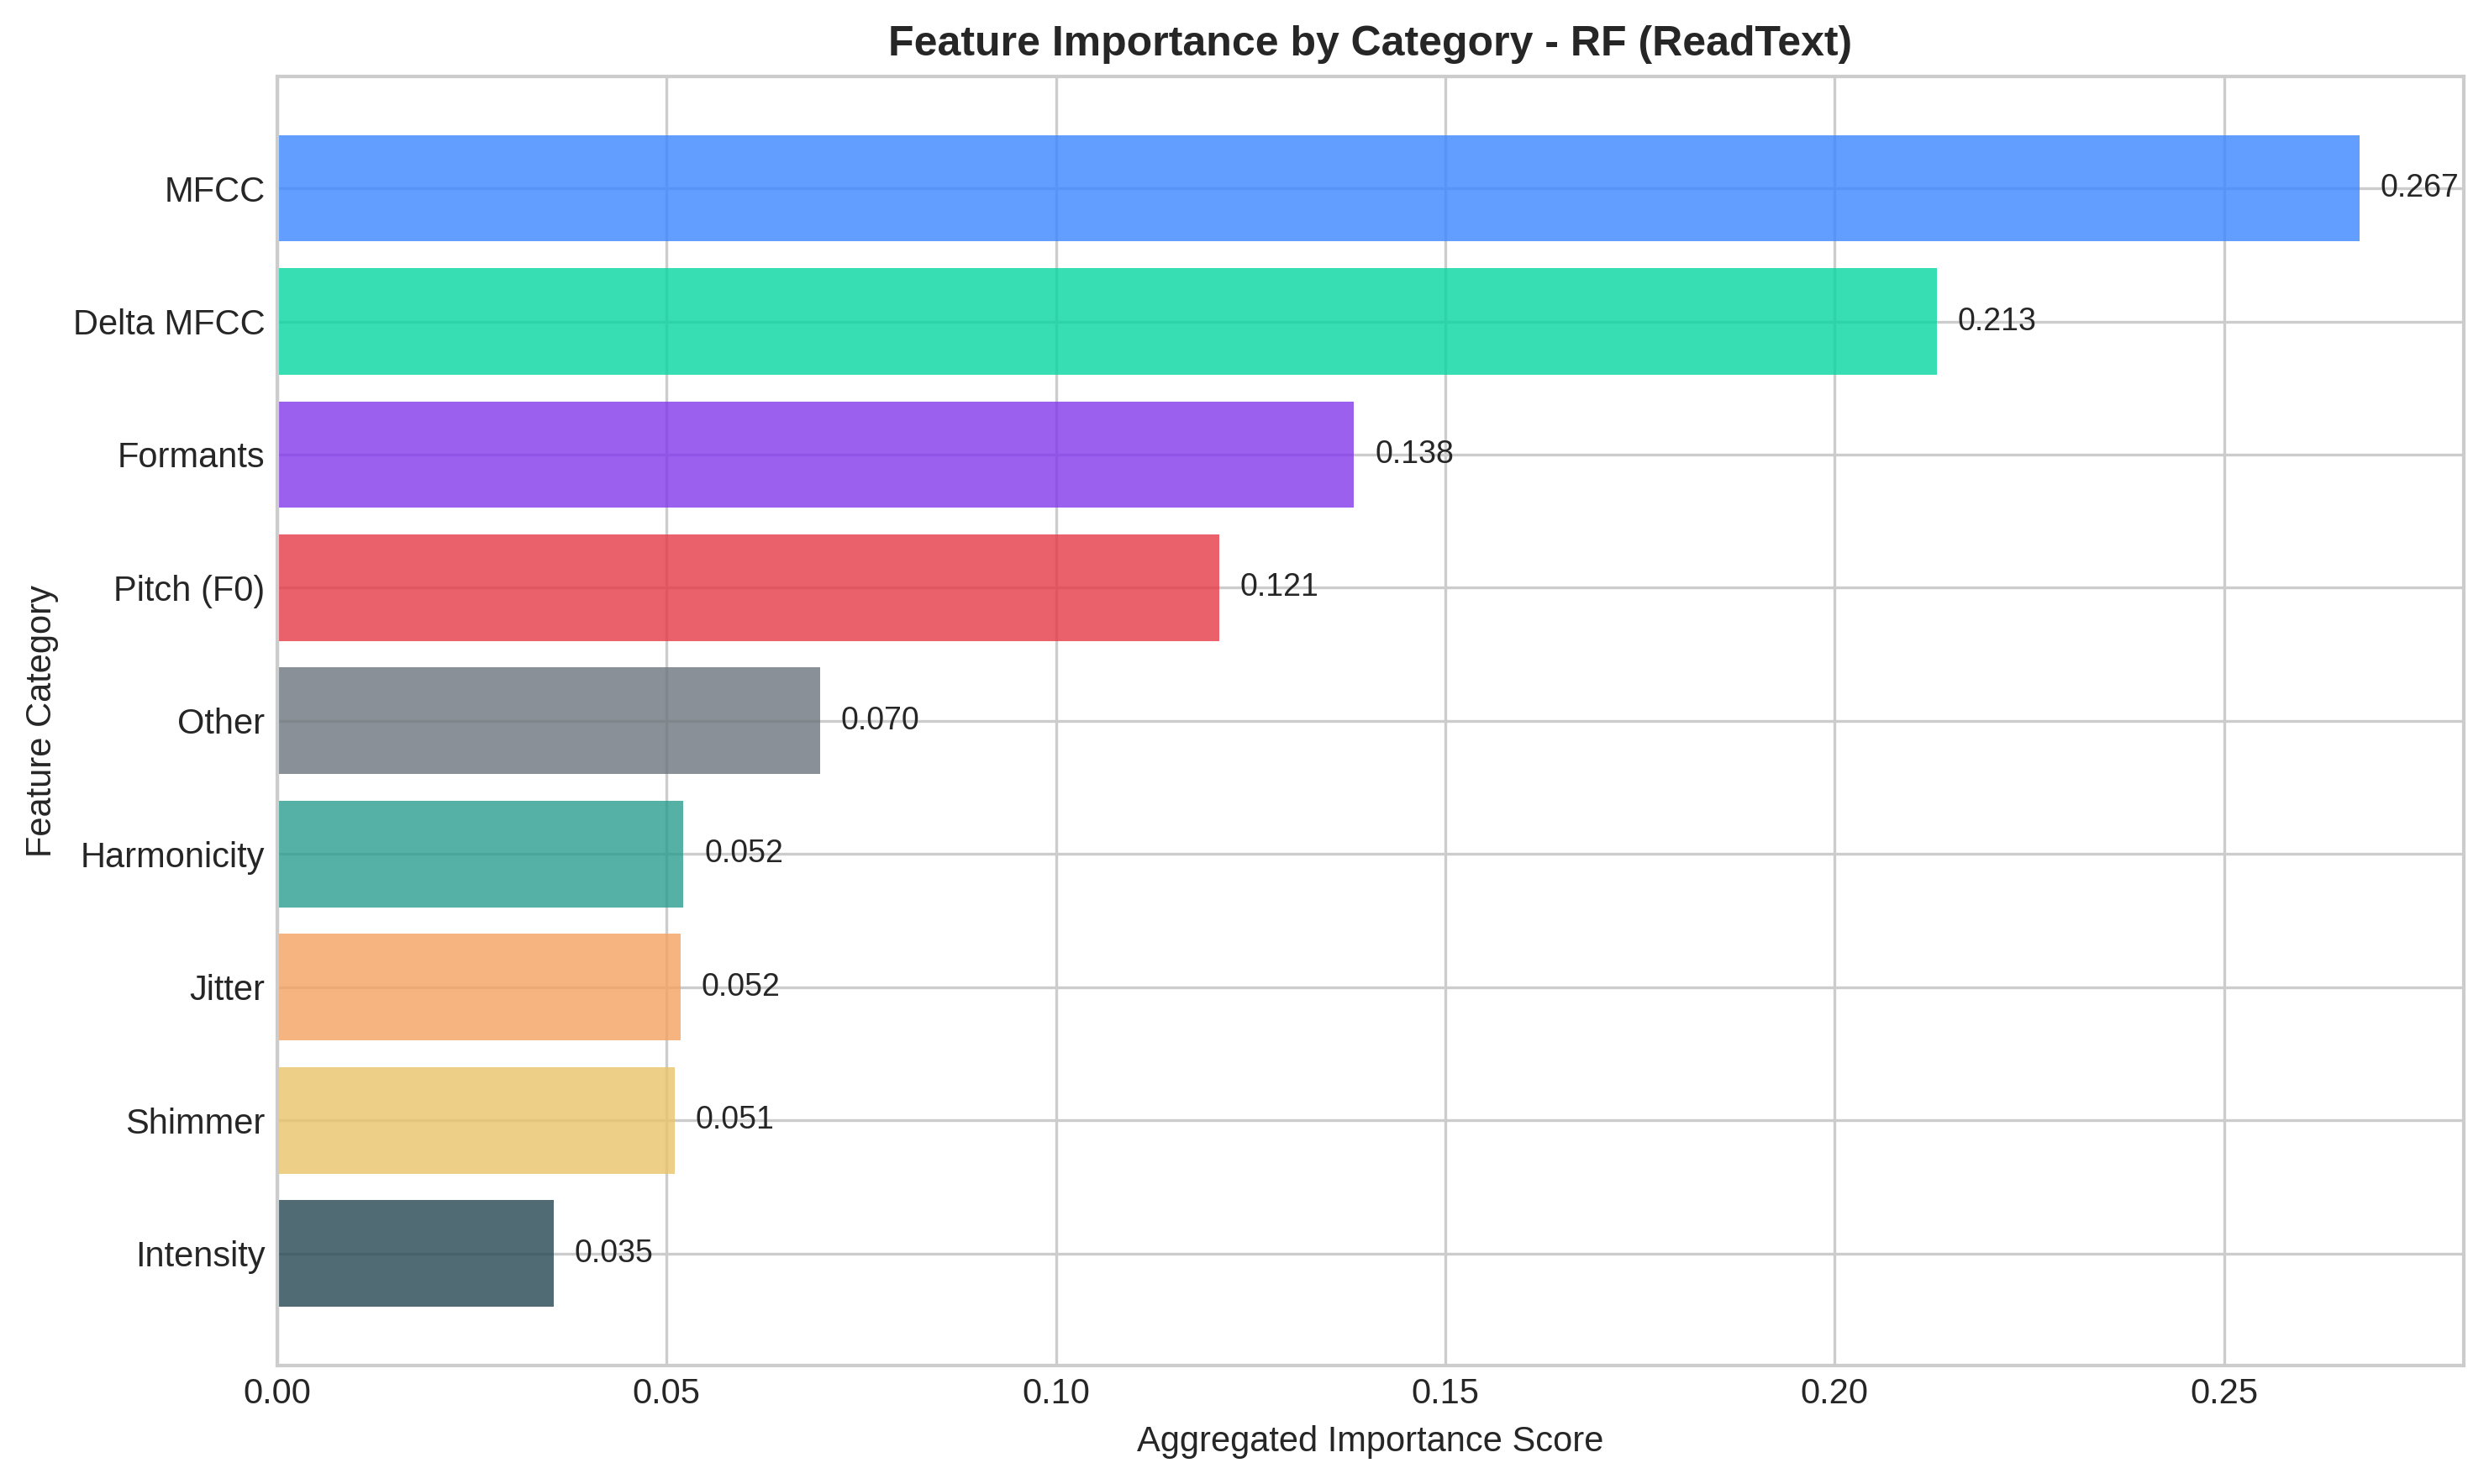 Feature Importance by Category - RF (ReadText)
Feature Category
MFCC 0.267
Delta MFCC 0.213
Formants 0.138
Pitch (F0) 0.121
Other 0.070
Harmonicity 0.052
Jitter 0.052
Shimmer 0.051
Intensity 0.035
0.00 0.05 0.10 0.15 0.20 0.25
Aggregated Importance Score